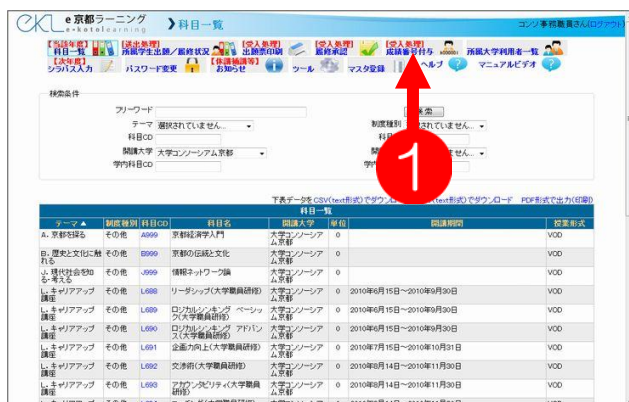 e京都ラーニング
e-kotolearning
科目一覧
コンソ事務職員さん(ログアウト)
【当該年度】
科目一覧
【送出処理】
所属学生出願/履修状況
【受入処理】
出願票印刷
【受入処理】
履修承認
【受入処理】
成績番号付与
所属大学利用者一覧
【次年度】
シラバス入力
パスワード変更
【休講補講等】
お知らせ
ツール
マスタ登録
ヘルプ
マニュアルビデオ
検索条件
フリーワード
テーマ 選択されていません...
制度種別
科目CD
開講大学 大学コンソーシアム京都
学内科目CD
1
下表データを CSV(text形式)でダウンロード
(text形式)でダウンロード PDF形式で出力(印刷)
科目一覧
テーマ▲ 制度種別 科目CD 科目名 開講大学 単位 開講期間 授業形式
A. 京都を探る その他 A999 京都経済学入門 大学コンソーシアム京都 0 VOD
B. 歴史と文化に触れる その他 B999 京都の伝統と文化 大学コンソーシアム京都 0 VOD
J. 現代社会を知る・考える その他 J999 情報ネットワーク論 大学コンソーシアム京都 0 VOD
L. キャリアアップ講座 その他 L688 リーダシップ(大学職員研修) 大学コンソーシアム京都 0 2010年6月15日～2010年9月30日 VOD
L. キャリアアップ講座 その他 L689 ロジカルシンキング ベーシック(大学職員研修) 大学コンソーシアム京都 0 2010年6月15日～2010年9月30日 VOD
L. キャリアアップ講座 その他 L690 ロジカルシンキング アドバンス(大学職員研修) 大学コンソーシアム京都 0 2010年6月15日～2010年9月30日 VOD
L. キャリアアップ講座 その他 L691 企画力向上(大学職員研修) 大学コンソーシアム京都 0 2010年7月15日～2010年10月31日 VOD
L. キャリアアップ講座 その他 L692 交渉術(大学職員研修) 大学コンソーシアム京都 0 2010年8月14日～2010年11月30日 VOD
L. キャリアアップ講座 その他 L693 アカウンタビリティ(大学職員研修) 大学コンソーシアム京都 0 2010年8月14日～2010年11月30日 VOD